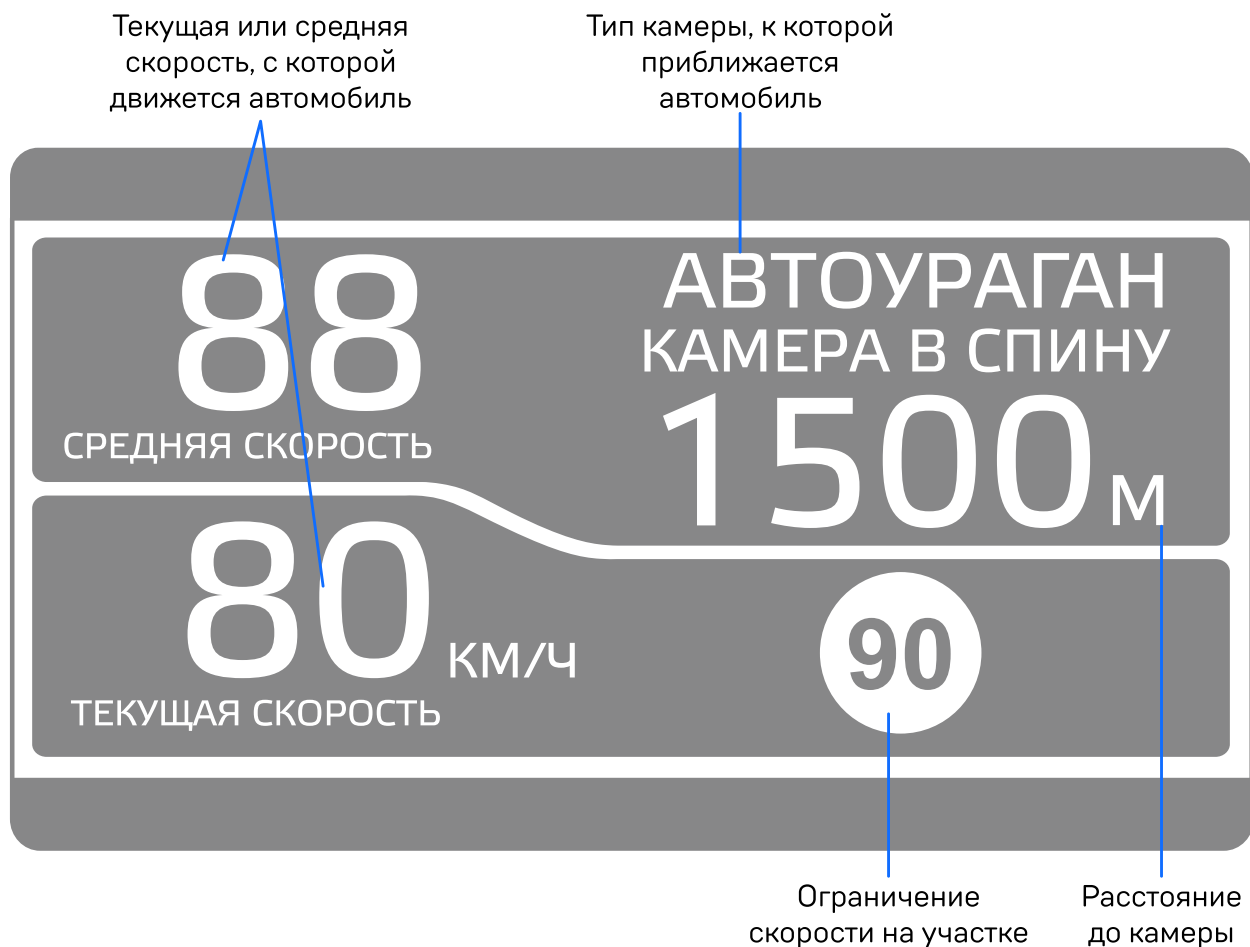 Текущая или средняя
скорость, с которой
движется автомобиль
Тип камеры, к которой
приближается
автомобиль
88
СРЕДНЯЯ СКОРОСТЬ
АВТОУРАГАН
КАМЕРА В СПИНУ
1500 м
80 КМ/Ч
ТЕКУЩАЯ СКОРОСТЬ
90
Ограничение
скорости на участке
Расстояние
до камеры